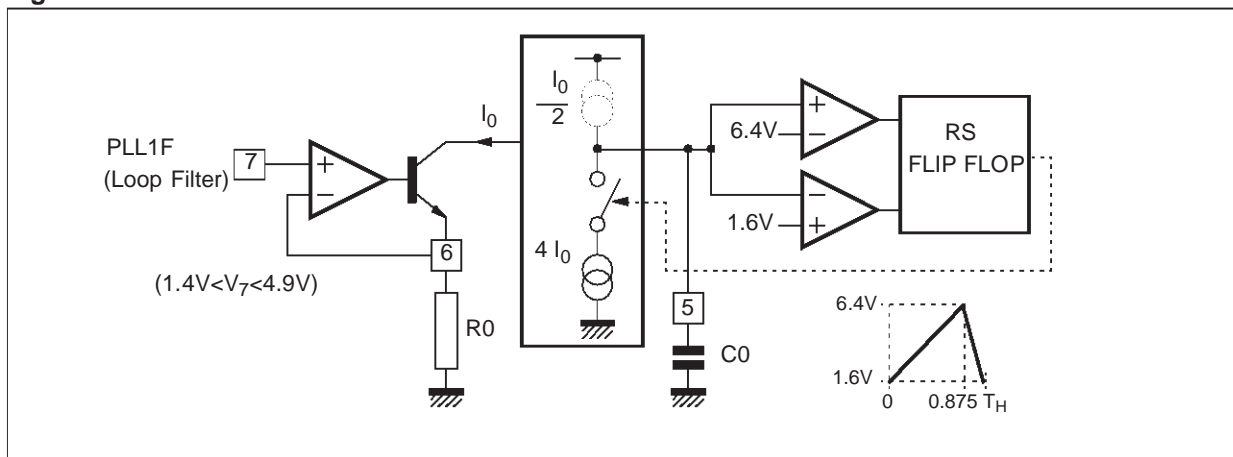 I0
2
I0
4 I0
PLL1F
(Loop Filter)
7
+
−
6
(1.4V<V7<4.9V)
R0
5
C0
+
−
6.4V
−
+
1.6V
RS
FLIP FLOP
6.4V
1.6V
0
0.875 TH